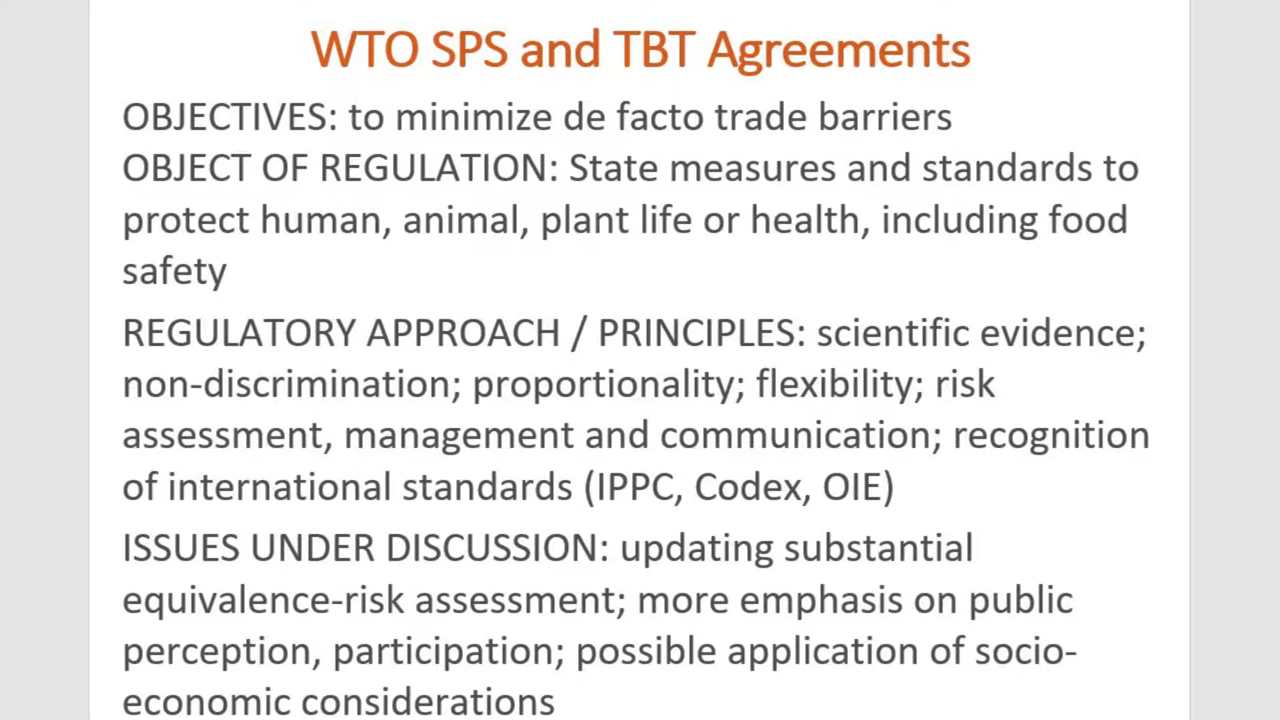 WTO SPS and TBT Agreements
OBJECTIVES: to minimize de facto trade barriers
OBJECT OF REGULATION: State measures and standards to
protect human, animal, plant life or health, including food
safety
REGULATORY APPROACH / PRINCIPLES: scientific evidence;
non-discrimination; proportionality; flexibility; risk
assessment, management and communication; recognition
of international standards (IPPC, Codex, OIE)
ISSUES UNDER DISCUSSION: updating substantial
equivalence-risk assessment; more emphasis on public
perception, participation; possible application of socio-
economic considerations